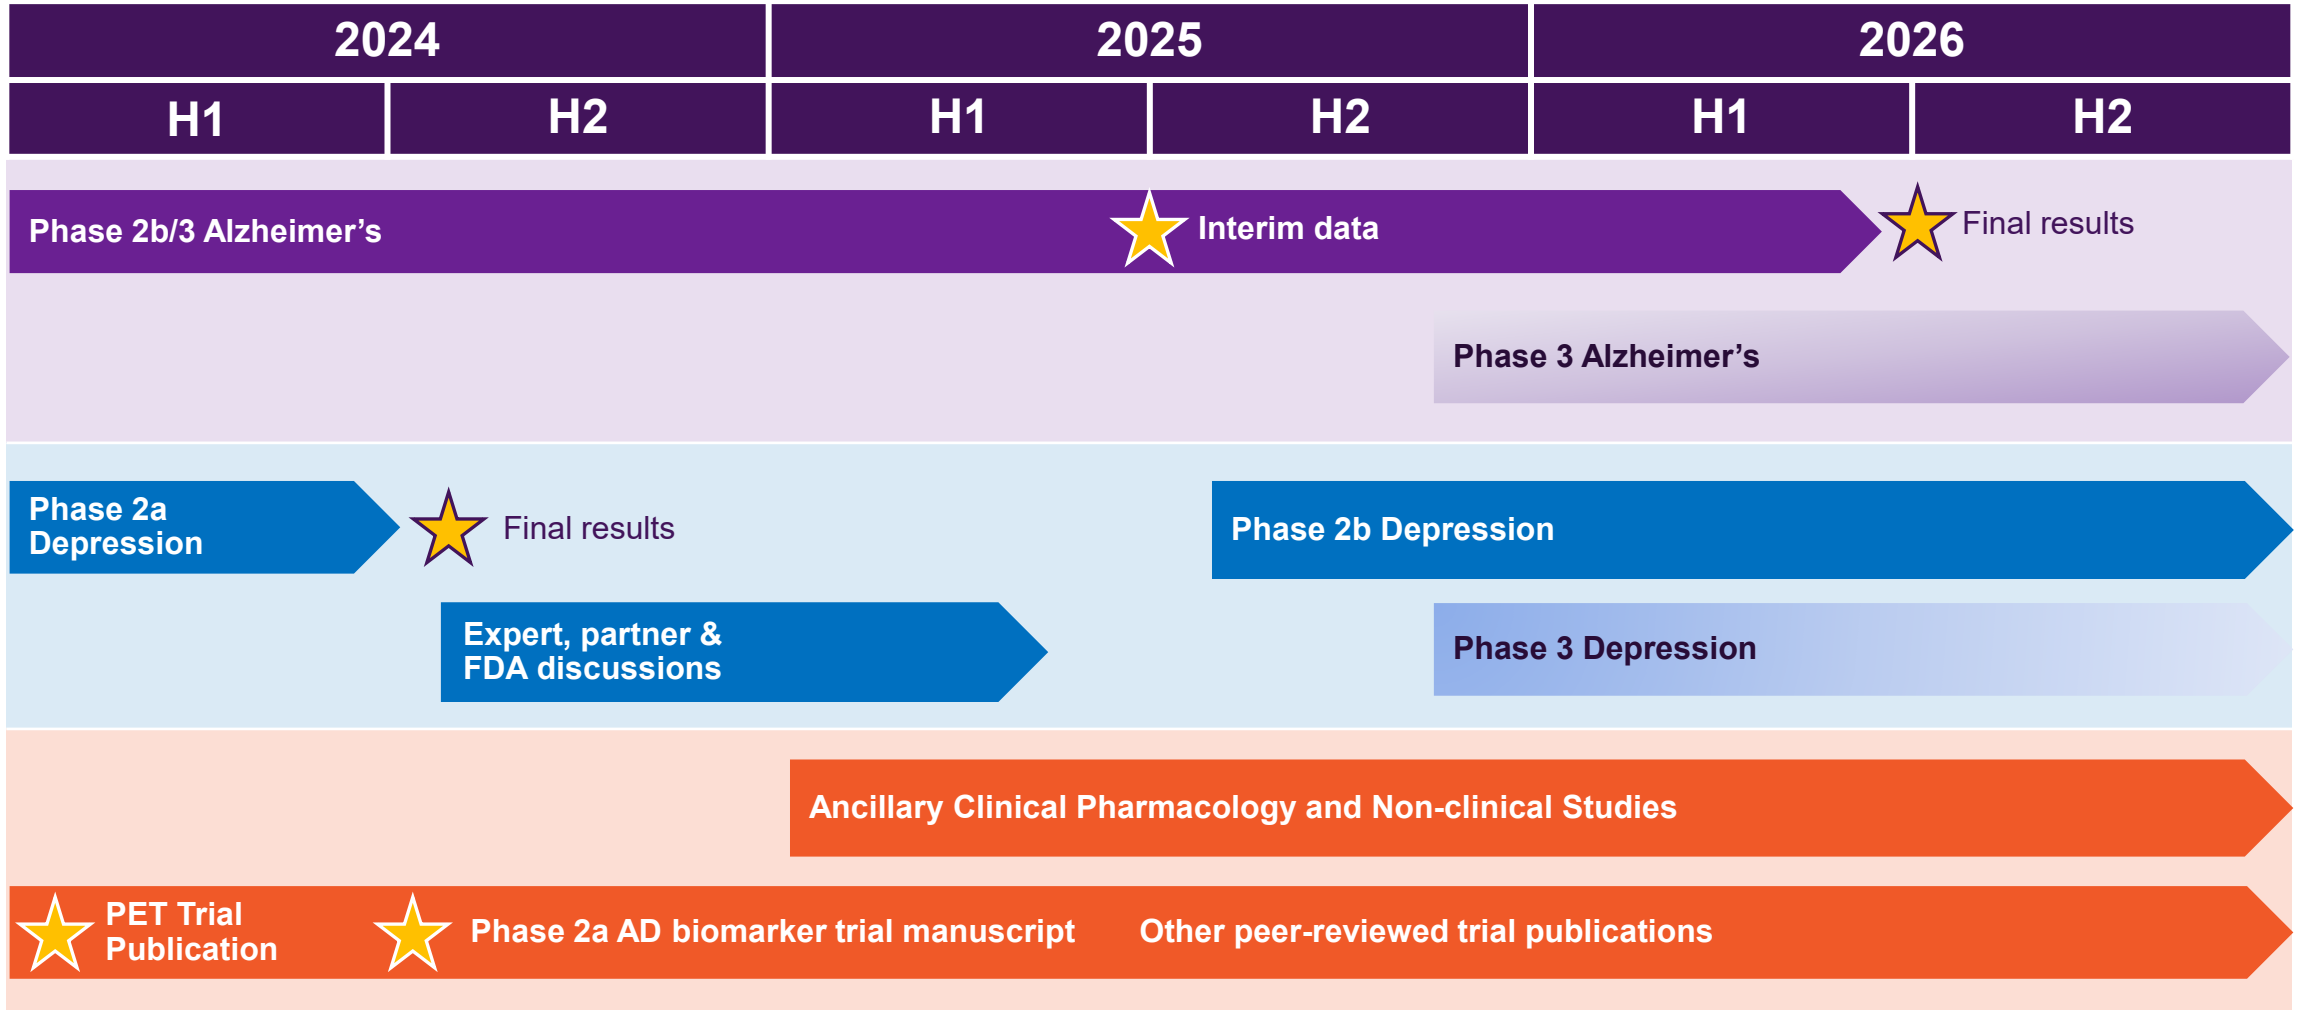 2024
2025
2026
H1
H2
H1
H2
H1
H2
Phase 2b/3 Alzheimer’s
Interim data
Final results
Phase 3 Alzheimer’s
Phase 2a
Depression
Final results
Phase 2b Depression
Expert, partner &
FDA discussions
Phase 3 Depression
Ancillary Clinical Pharmacology and Non-clinical Studies
PET Trial
Publication
Phase 2a AD biomarker trial manuscript
Other peer-reviewed trial publications